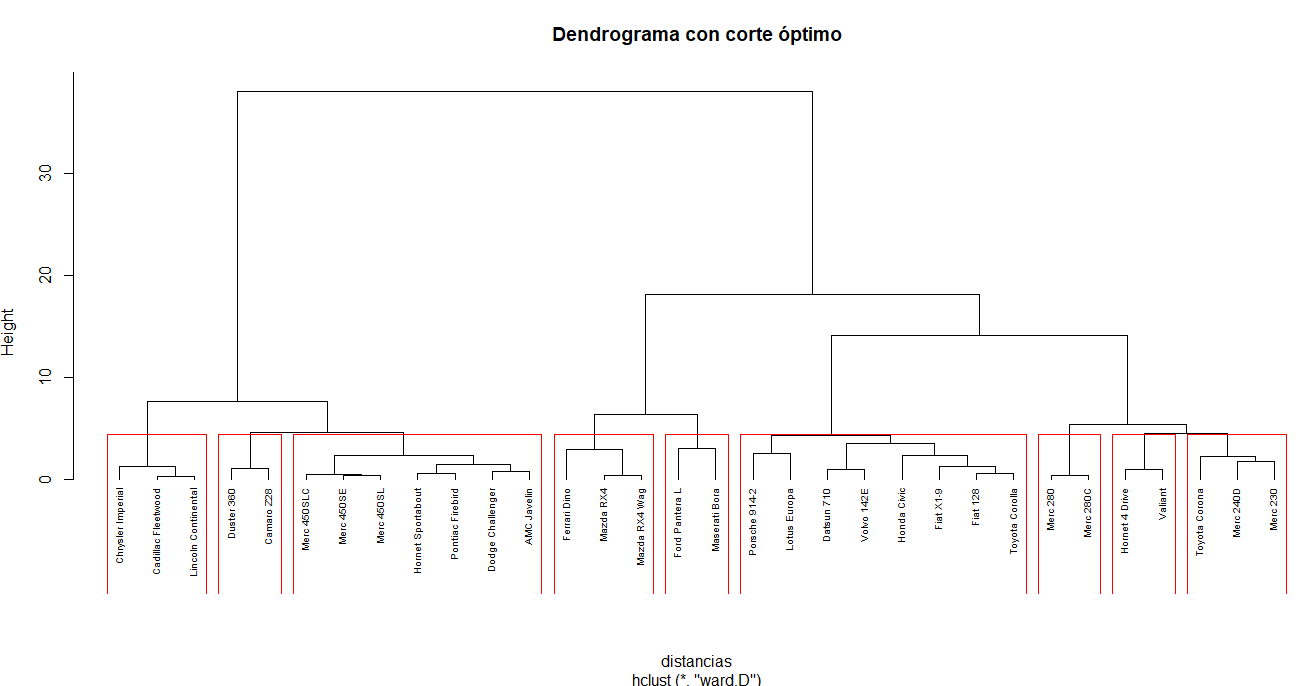 Dendrograma con corte óptimo
Height
0
10
20
30
Chrysler Imperial
Cadillac Fleetwood
Lincoln Continental
Duster 360
Camaro Z28
Merc 450SLC
Merc 450SE
Merc 450SL
Hornet Sportabout
Pontiac Firebird
Dodge Challenger
AMC Javelin
Ferrari Dino
Mazda RX4
Mazda RX4 Wag
Ford Pantera L
Maserati Bora
Porsche 914-2
Lotus Europa
Datsun 710
Volvo 142E
Honda Civic
Fiat X1-9
Fiat 128
Toyota Corolla
Merc 280
Merc 280C
Hornet 4 Drive
Valiant
Toyota Corona
Merc 240D
Merc 230
distancias
hclust (*, "ward.D")